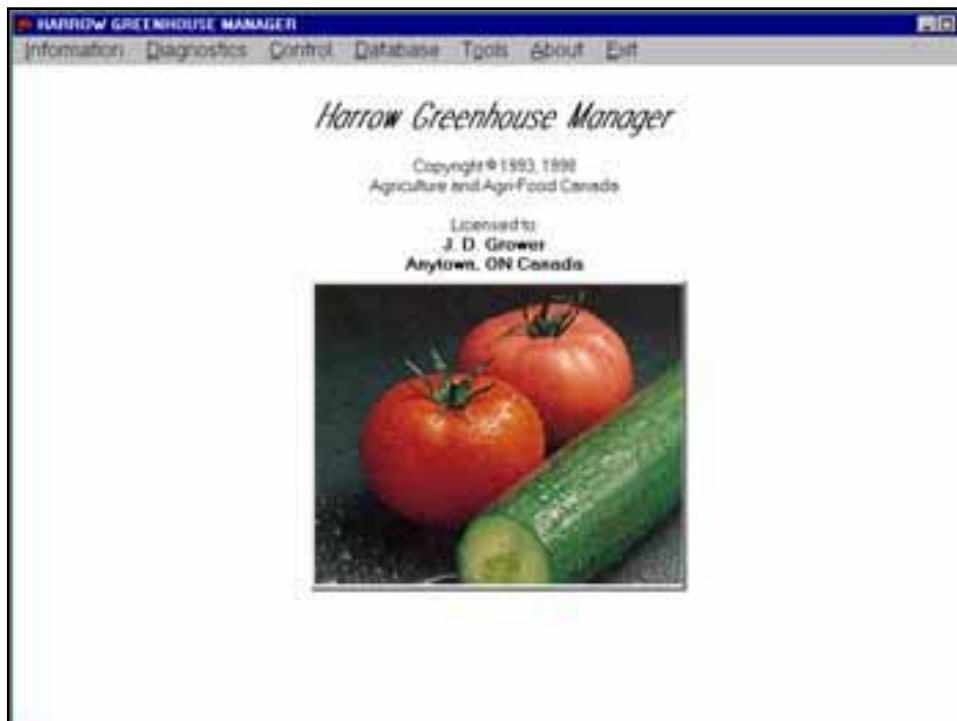 HARROW GREENHOUSE MANAGER
Information Diagnostics Control Database Tools About Exit
Harrow Greenhouse Manager
Copyright © 1993, 1998
Agriculture and Agri-Food Canada
Licensed to:
J. D. Grower
Anytown, ON Canada